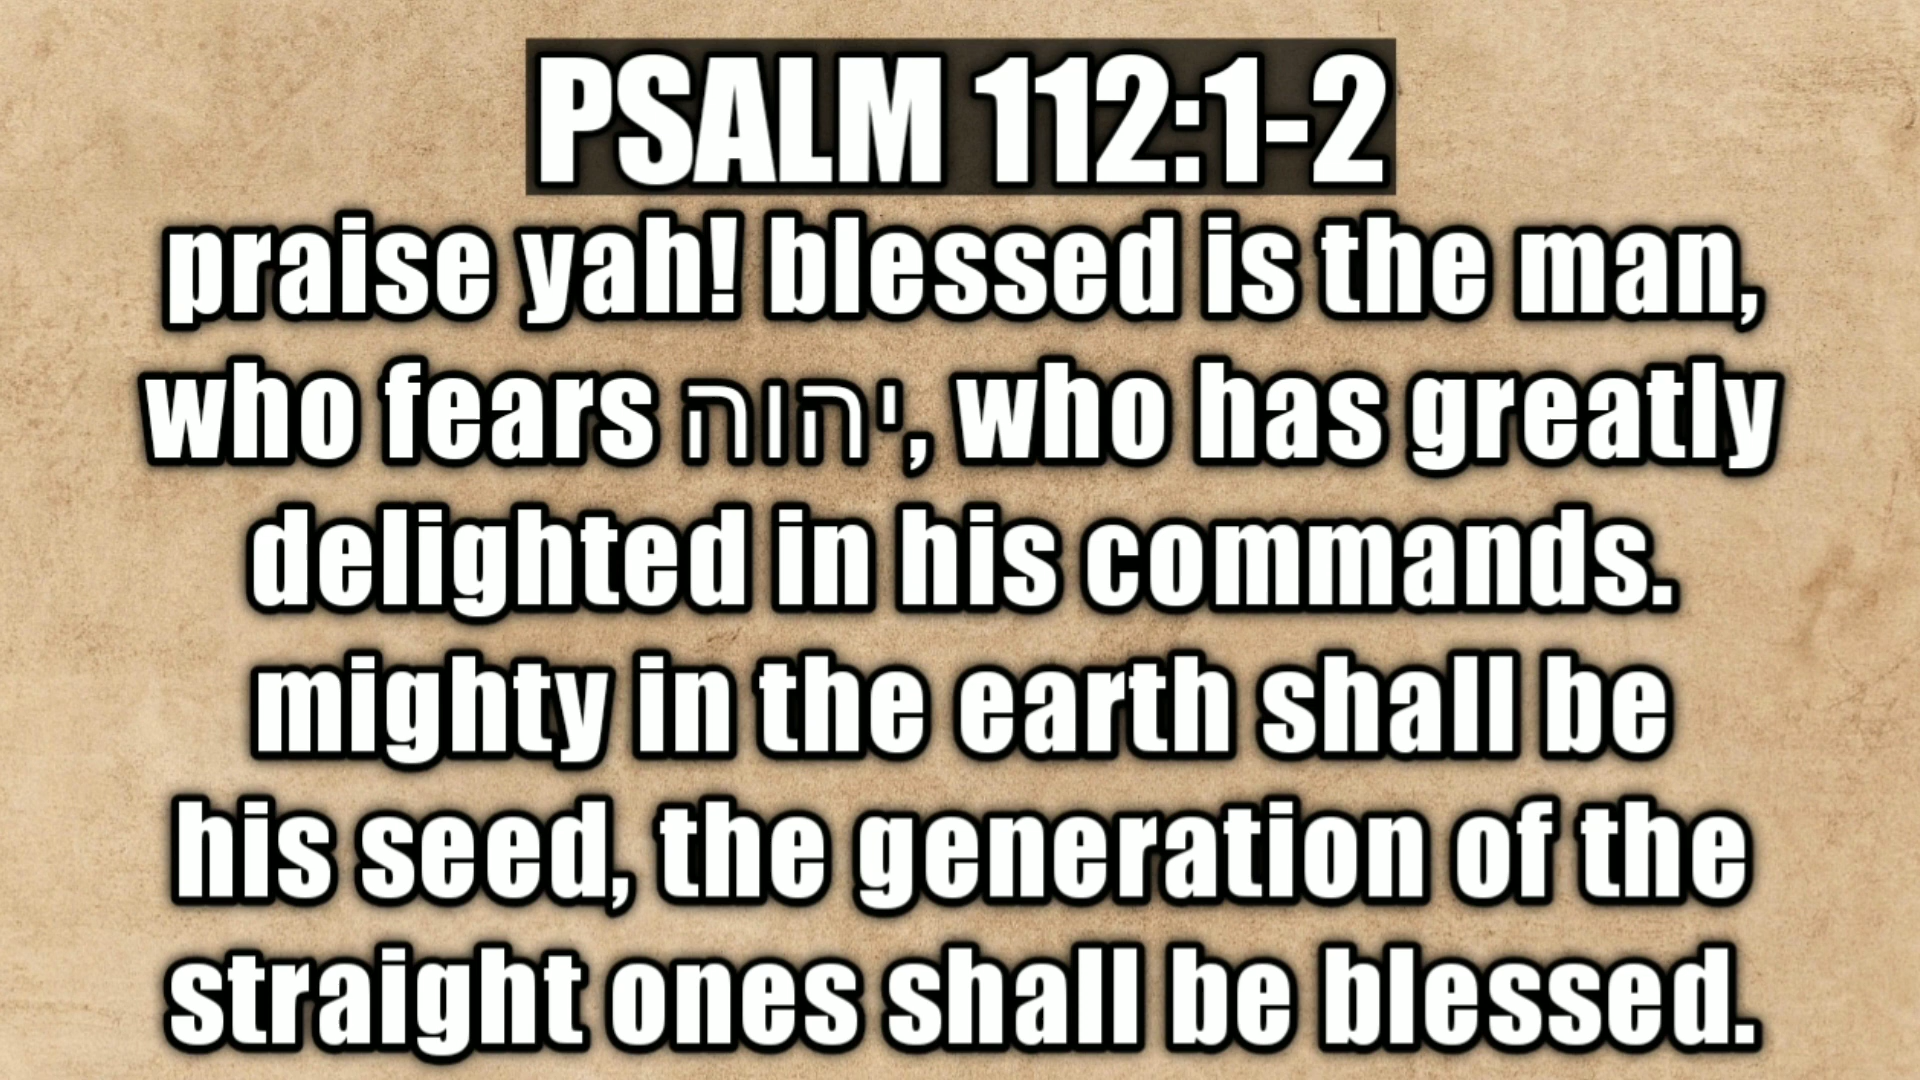 PSALM 112:1-2
praise yah! blessed is the man,
who fears יהוה, who has greatly
delighted in his commands.
mighty in the earth shall be
his seed, the generation of the
straight ones shall be blessed.